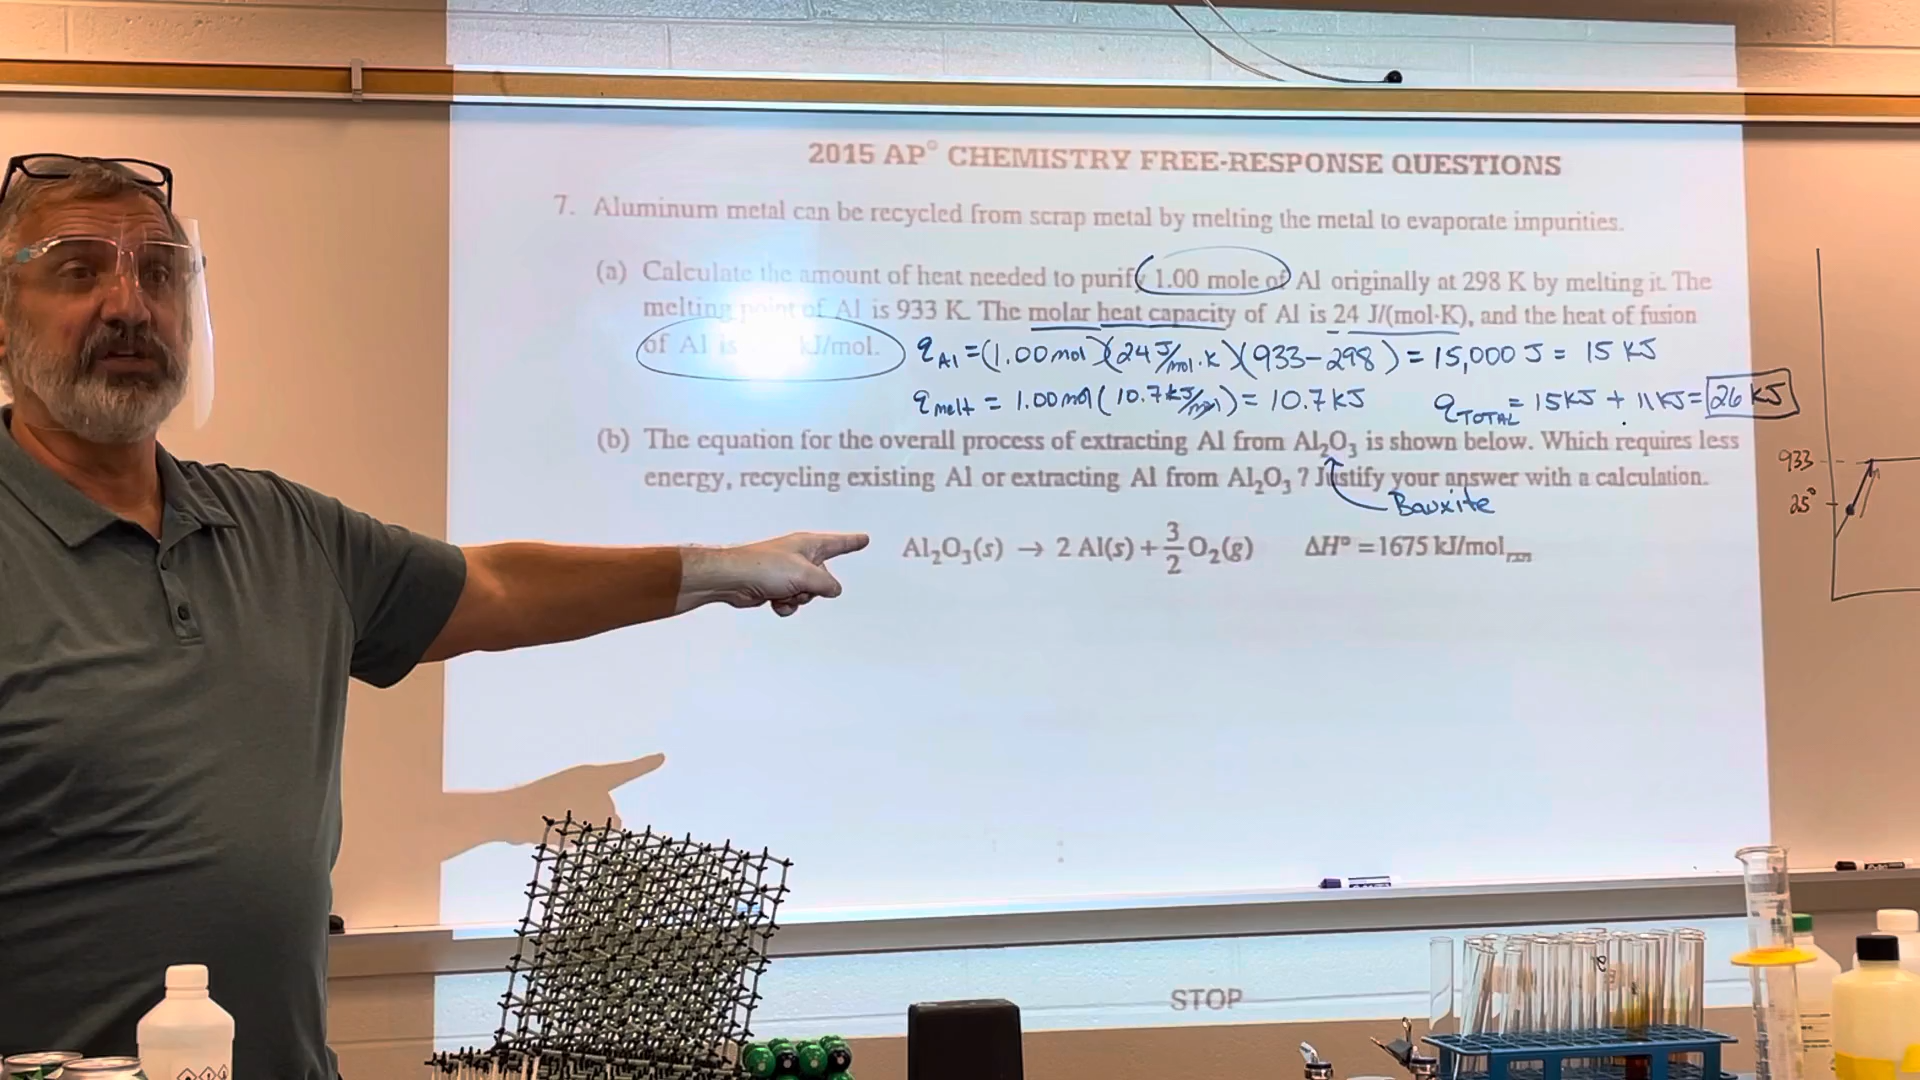 2015 AP® CHEMISTRY FREE-RESPONSE QUESTIONS
7. Aluminum metal can be recycled from scrap metal by melting the metal to evaporate impurities.
(a) Calculate the amount of heat needed to purify 1.00 mole of Al originally at 298 K by melting it. The
melting point of Al is 933 K. The molar heat capacity of Al is 24 J/(mol·K), and the heat of fusion
of Al is kJ/mol.
q Al = (1.00 mol)(24 J/mol·K)(933-298) = 15,000 J = 15 KJ
q melt = 1.00 mol (10.7 kJ/mol) = 10.7 KJ
q TOTAL = 15 KJ + 11 KJ = 26 KJ
(b) The equation for the overall process of extracting Al from Al₂O₃ is shown below. Which requires less
energy, recycling existing Al or extracting Al from Al₂O₃? Justify your answer with a calculation.
Bauxite
Al₂O₃(s) → 2 Al(s) + 3/2 O₂(g) ΔH° = 1675 kJ/mol rxn
933
25°
STOP